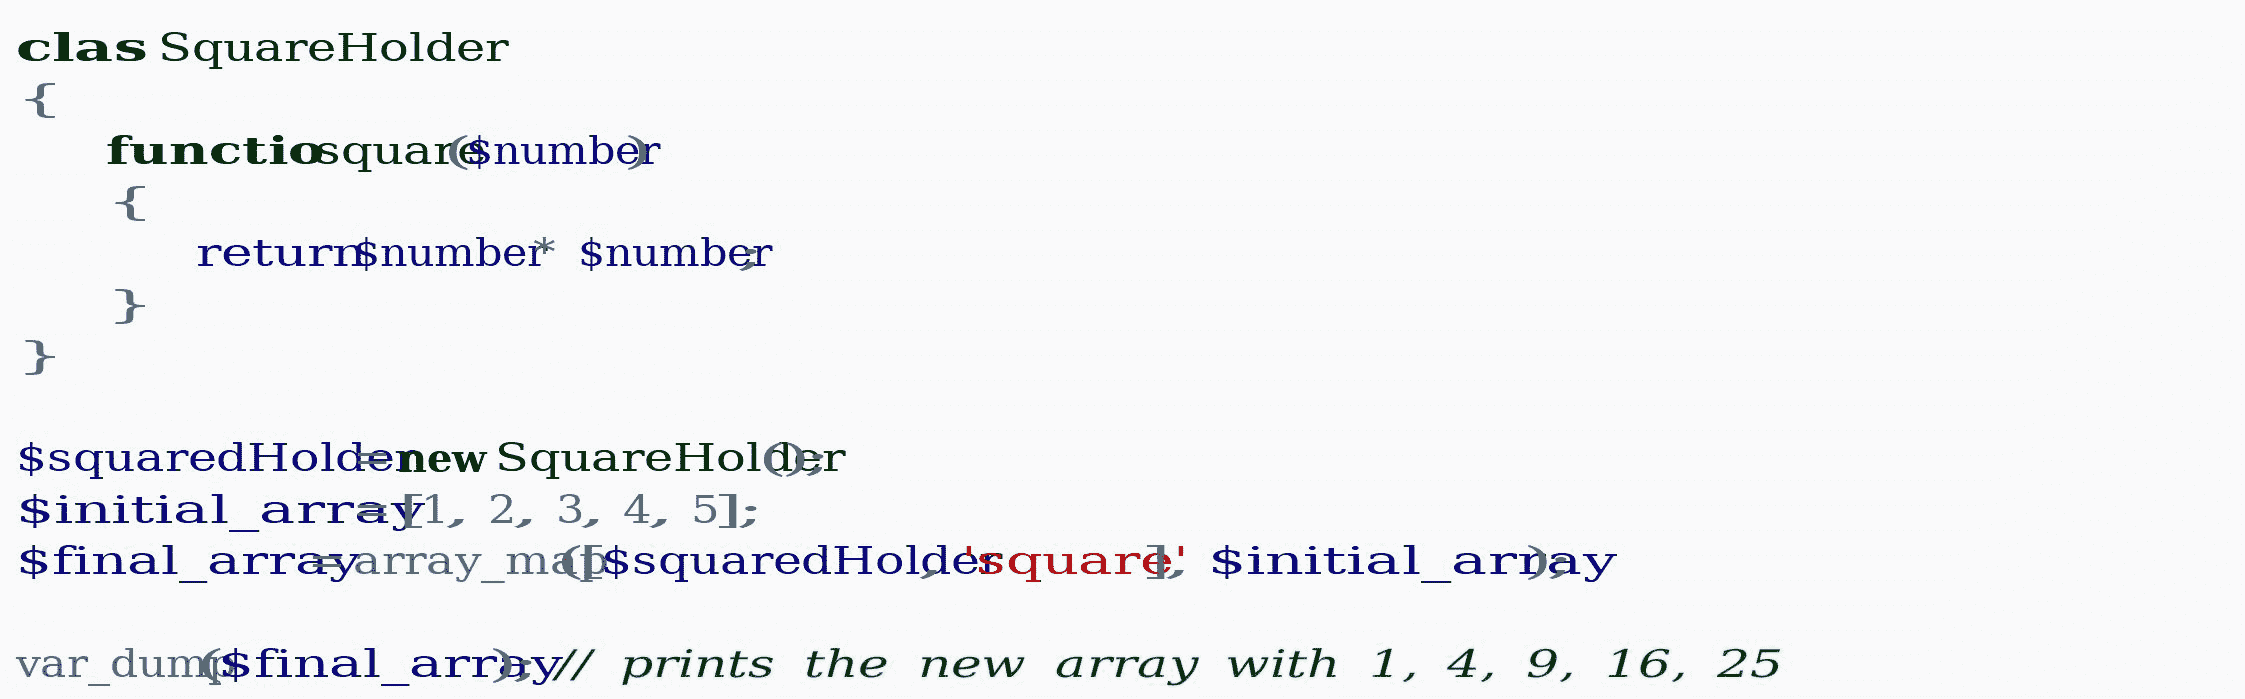 clas SquareHolder
{
functio square($number)
{
return $number * $number;
}
}
$squaredHolder = new SquareHolder();
$initial_array = [1, 2, 3, 4, 5];
$final_array = array_map([$squaredHolder, 'square'], $initial_array);
var_dump($final_array); // prints the new array with 1, 4, 9, 16, 25